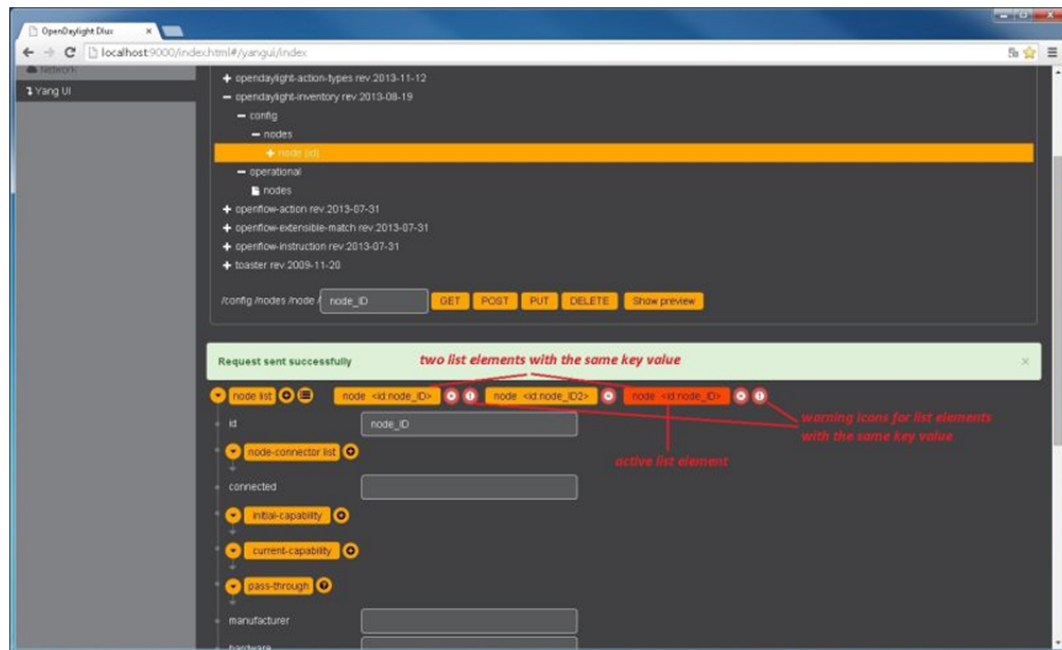 OpenDaylight Dlux
localhost:9000/index.html#/yangui/index
Network
Yang UI
opendaylight-action-types rev.2013-11-12
opendaylight-inventory rev.2013-08-19
config
nodes
node {id}
operational
nodes
openflow-action rev.2013-07-31
openflow-extensible-match rev.2013-07-31
openflow-instruction rev.2013-07-31
toaster rev.2009-11-20
/config /nodes /node / node_ID GET POST PUT DELETE Show preview
Request sent successfully two list elements with the same key value
node list node <id:node_ID> node <id:node_ID2> node <id:node_ID>
warning icons for list elements
with the same key value
id node_ID
active list element
node-connector list
connected
initial-capability
current-capability
pass-through
manufacturer
hardware